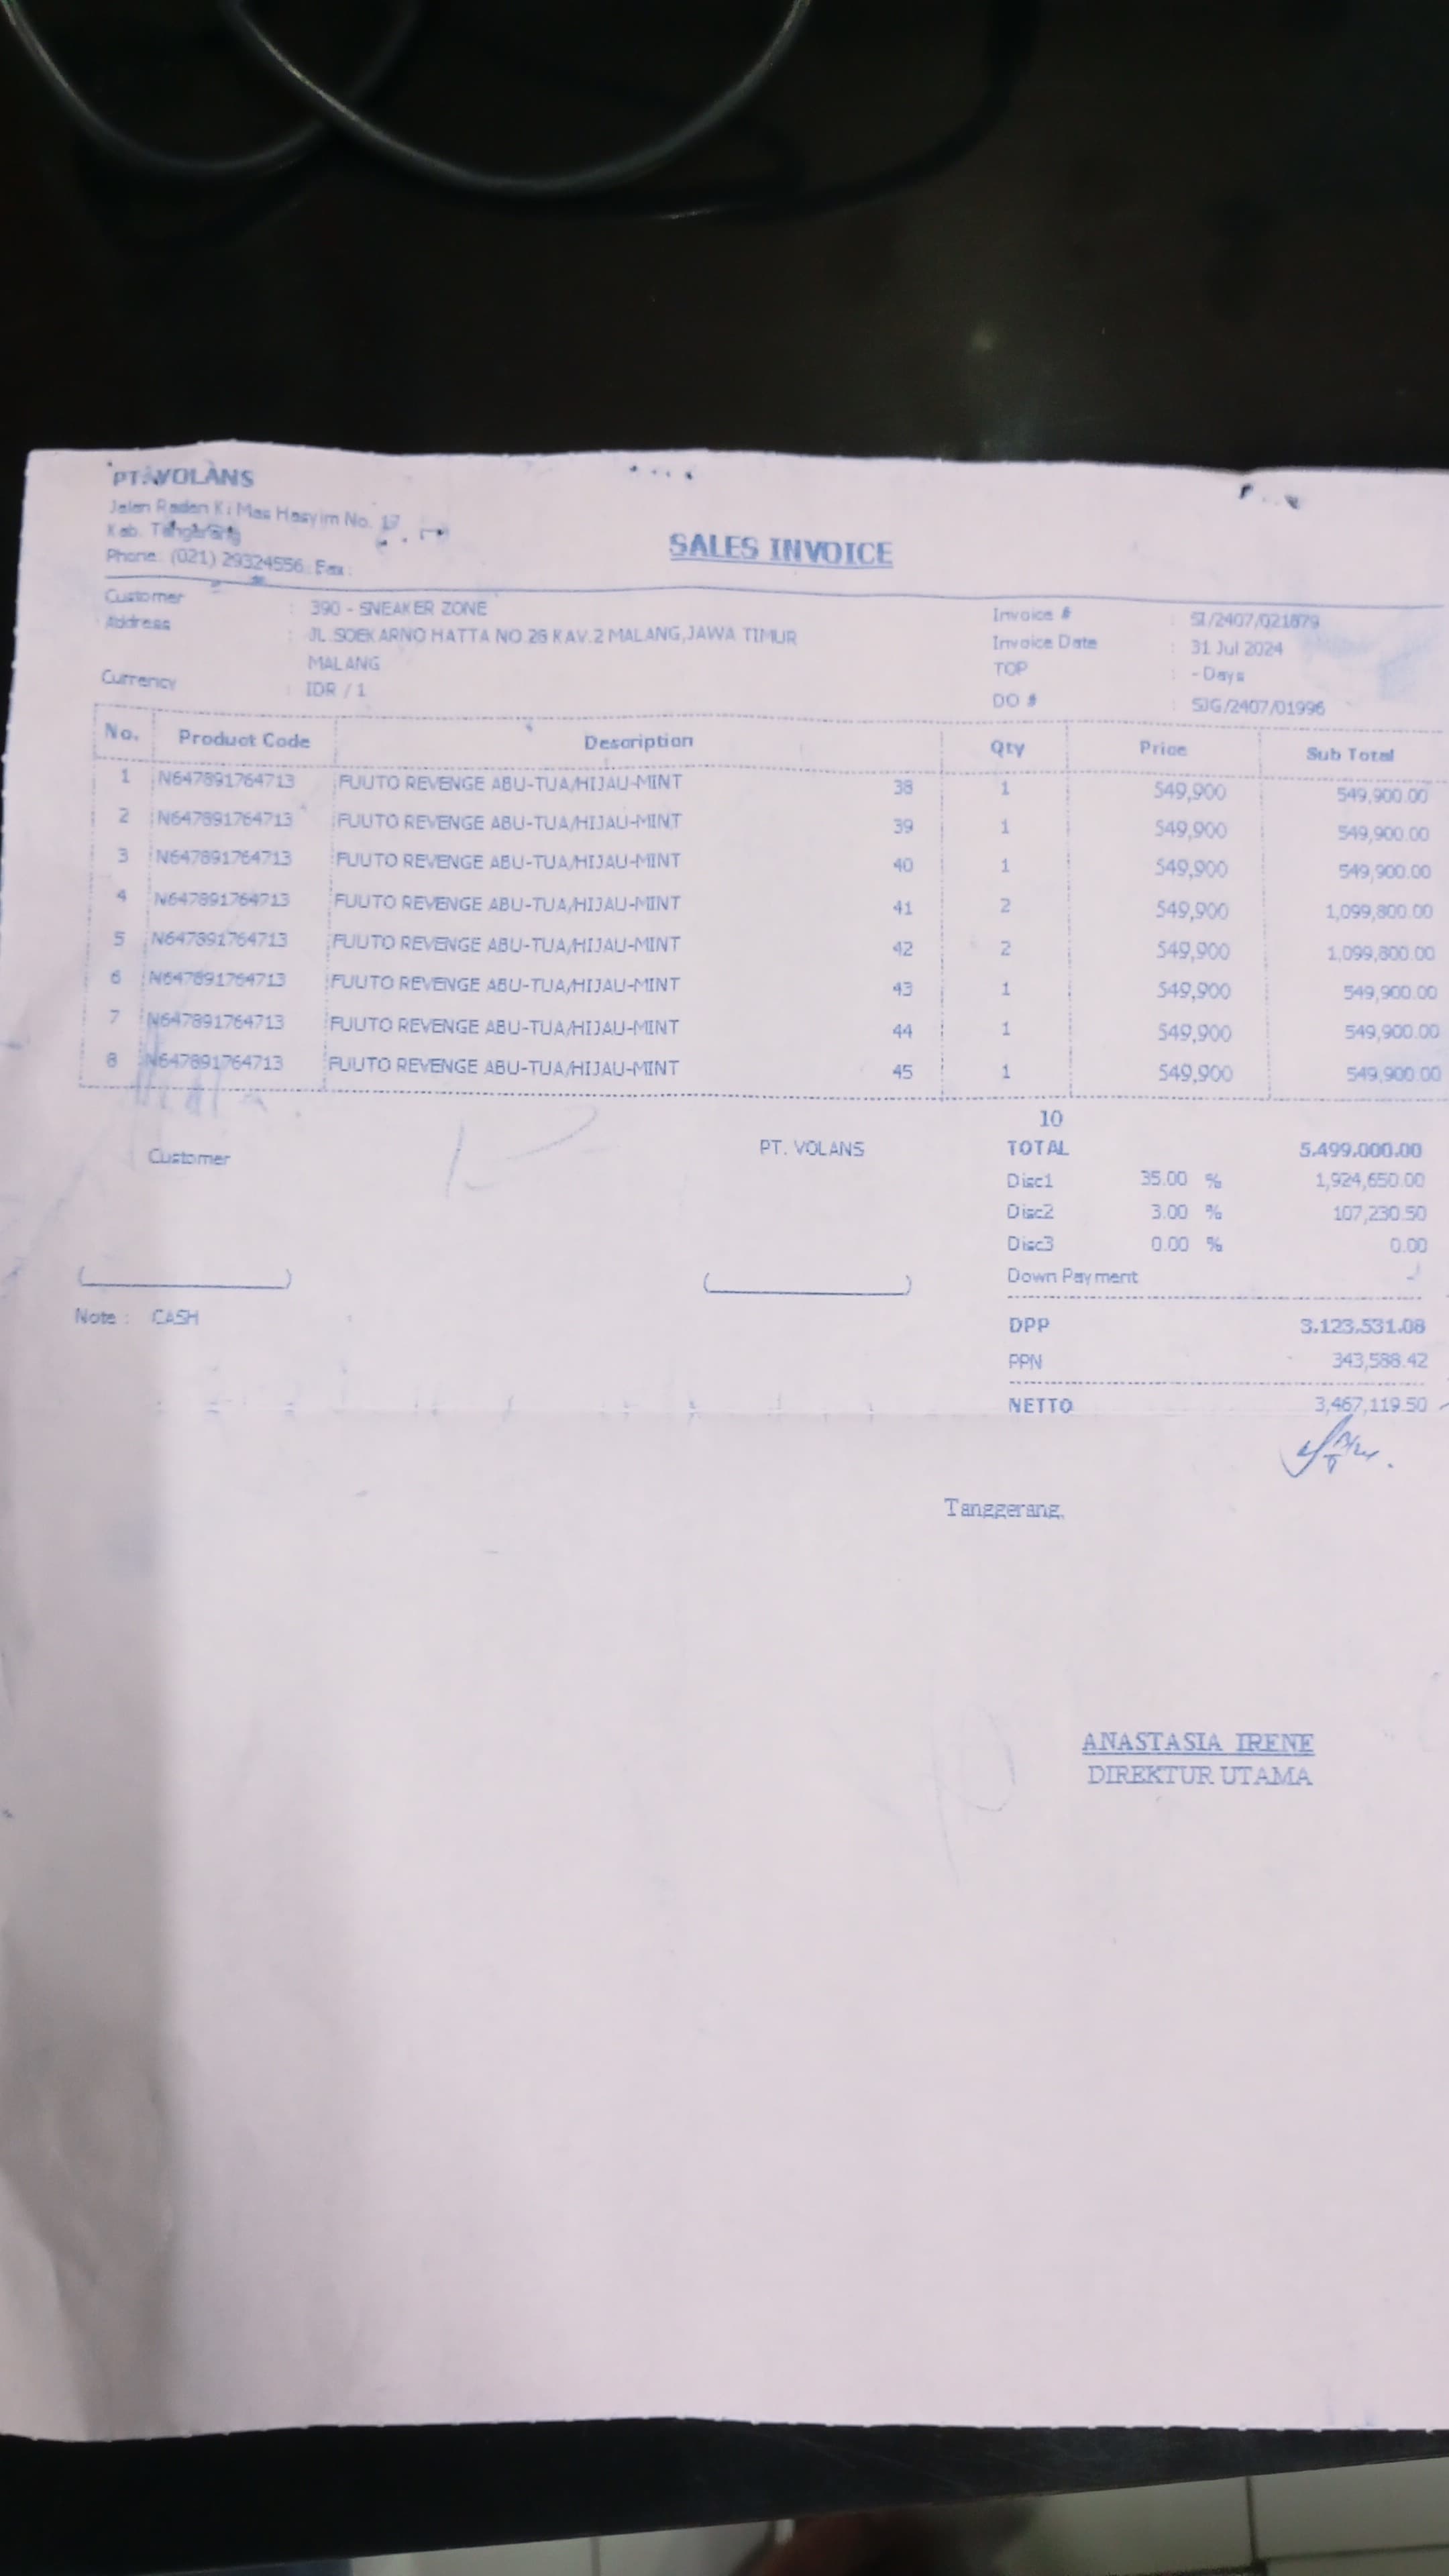 PT. VOLANS
Jalan Raden Ki Mas Hasyim No. 17
Kab. Tangerang
Phone: (021) 29324556 Fax :
SALES INVOICE
Customer : 390 - SNEAKER ZONE
Address : JL.SOEKARNO HATTA NO.28 KAV.2 MALANG,JAWA TIMUR
MALANG
Currency : IDR / 1
Invoice # : SI/2407/021879
Invoice Date : 31 Jul 2024
TOP : - Days
DO # : SJG/2407/01996
No. Product Code Description Qty Price Sub Total
1 N647891764713 FUUTO REVENGE ABU-TUA/HIJAU-MINT 38 1 549,900 549,900.00
2 N647891764713 FUUTO REVENGE ABU-TUA/HIJAU-MINT 39 1 549,900 549,900.00
3 N647891764713 FUUTO REVENGE ABU-TUA/HIJAU-MINT 40 1 549,900 549,900.00
4 N647891764713 FUUTO REVENGE ABU-TUA/HIJAU-MINT 41 2 549,900 1,099,800.00
5 N647891764713 FUUTO REVENGE ABU-TUA/HIJAU-MINT 42 2 549,900 1,099,800.00
6 N647891764713 FUUTO REVENGE ABU-TUA/HIJAU-MINT 43 1 549,900 549,900.00
7 N647891764713 FUUTO REVENGE ABU-TUA/HIJAU-MINT 44 1 549,900 549,900.00
8 N647891764713 FUUTO REVENGE ABU-TUA/HIJAU-MINT 45 1 549,900 549,900.00
10
Customer PT. VOLANS TOTAL 5.499.000.00
Disc1 35.00 % 1,924,650.00
Disc2 3.00 % 107,230.50
Disc3 0.00 % 0.00
Down Payment
Note : CASH
DPP 3.123.531.08
PPN 343,588.42
NETTO 3,467,119.50
Tanggerang,
ANASTASIA IRENE
DIREKTUR UTAMA